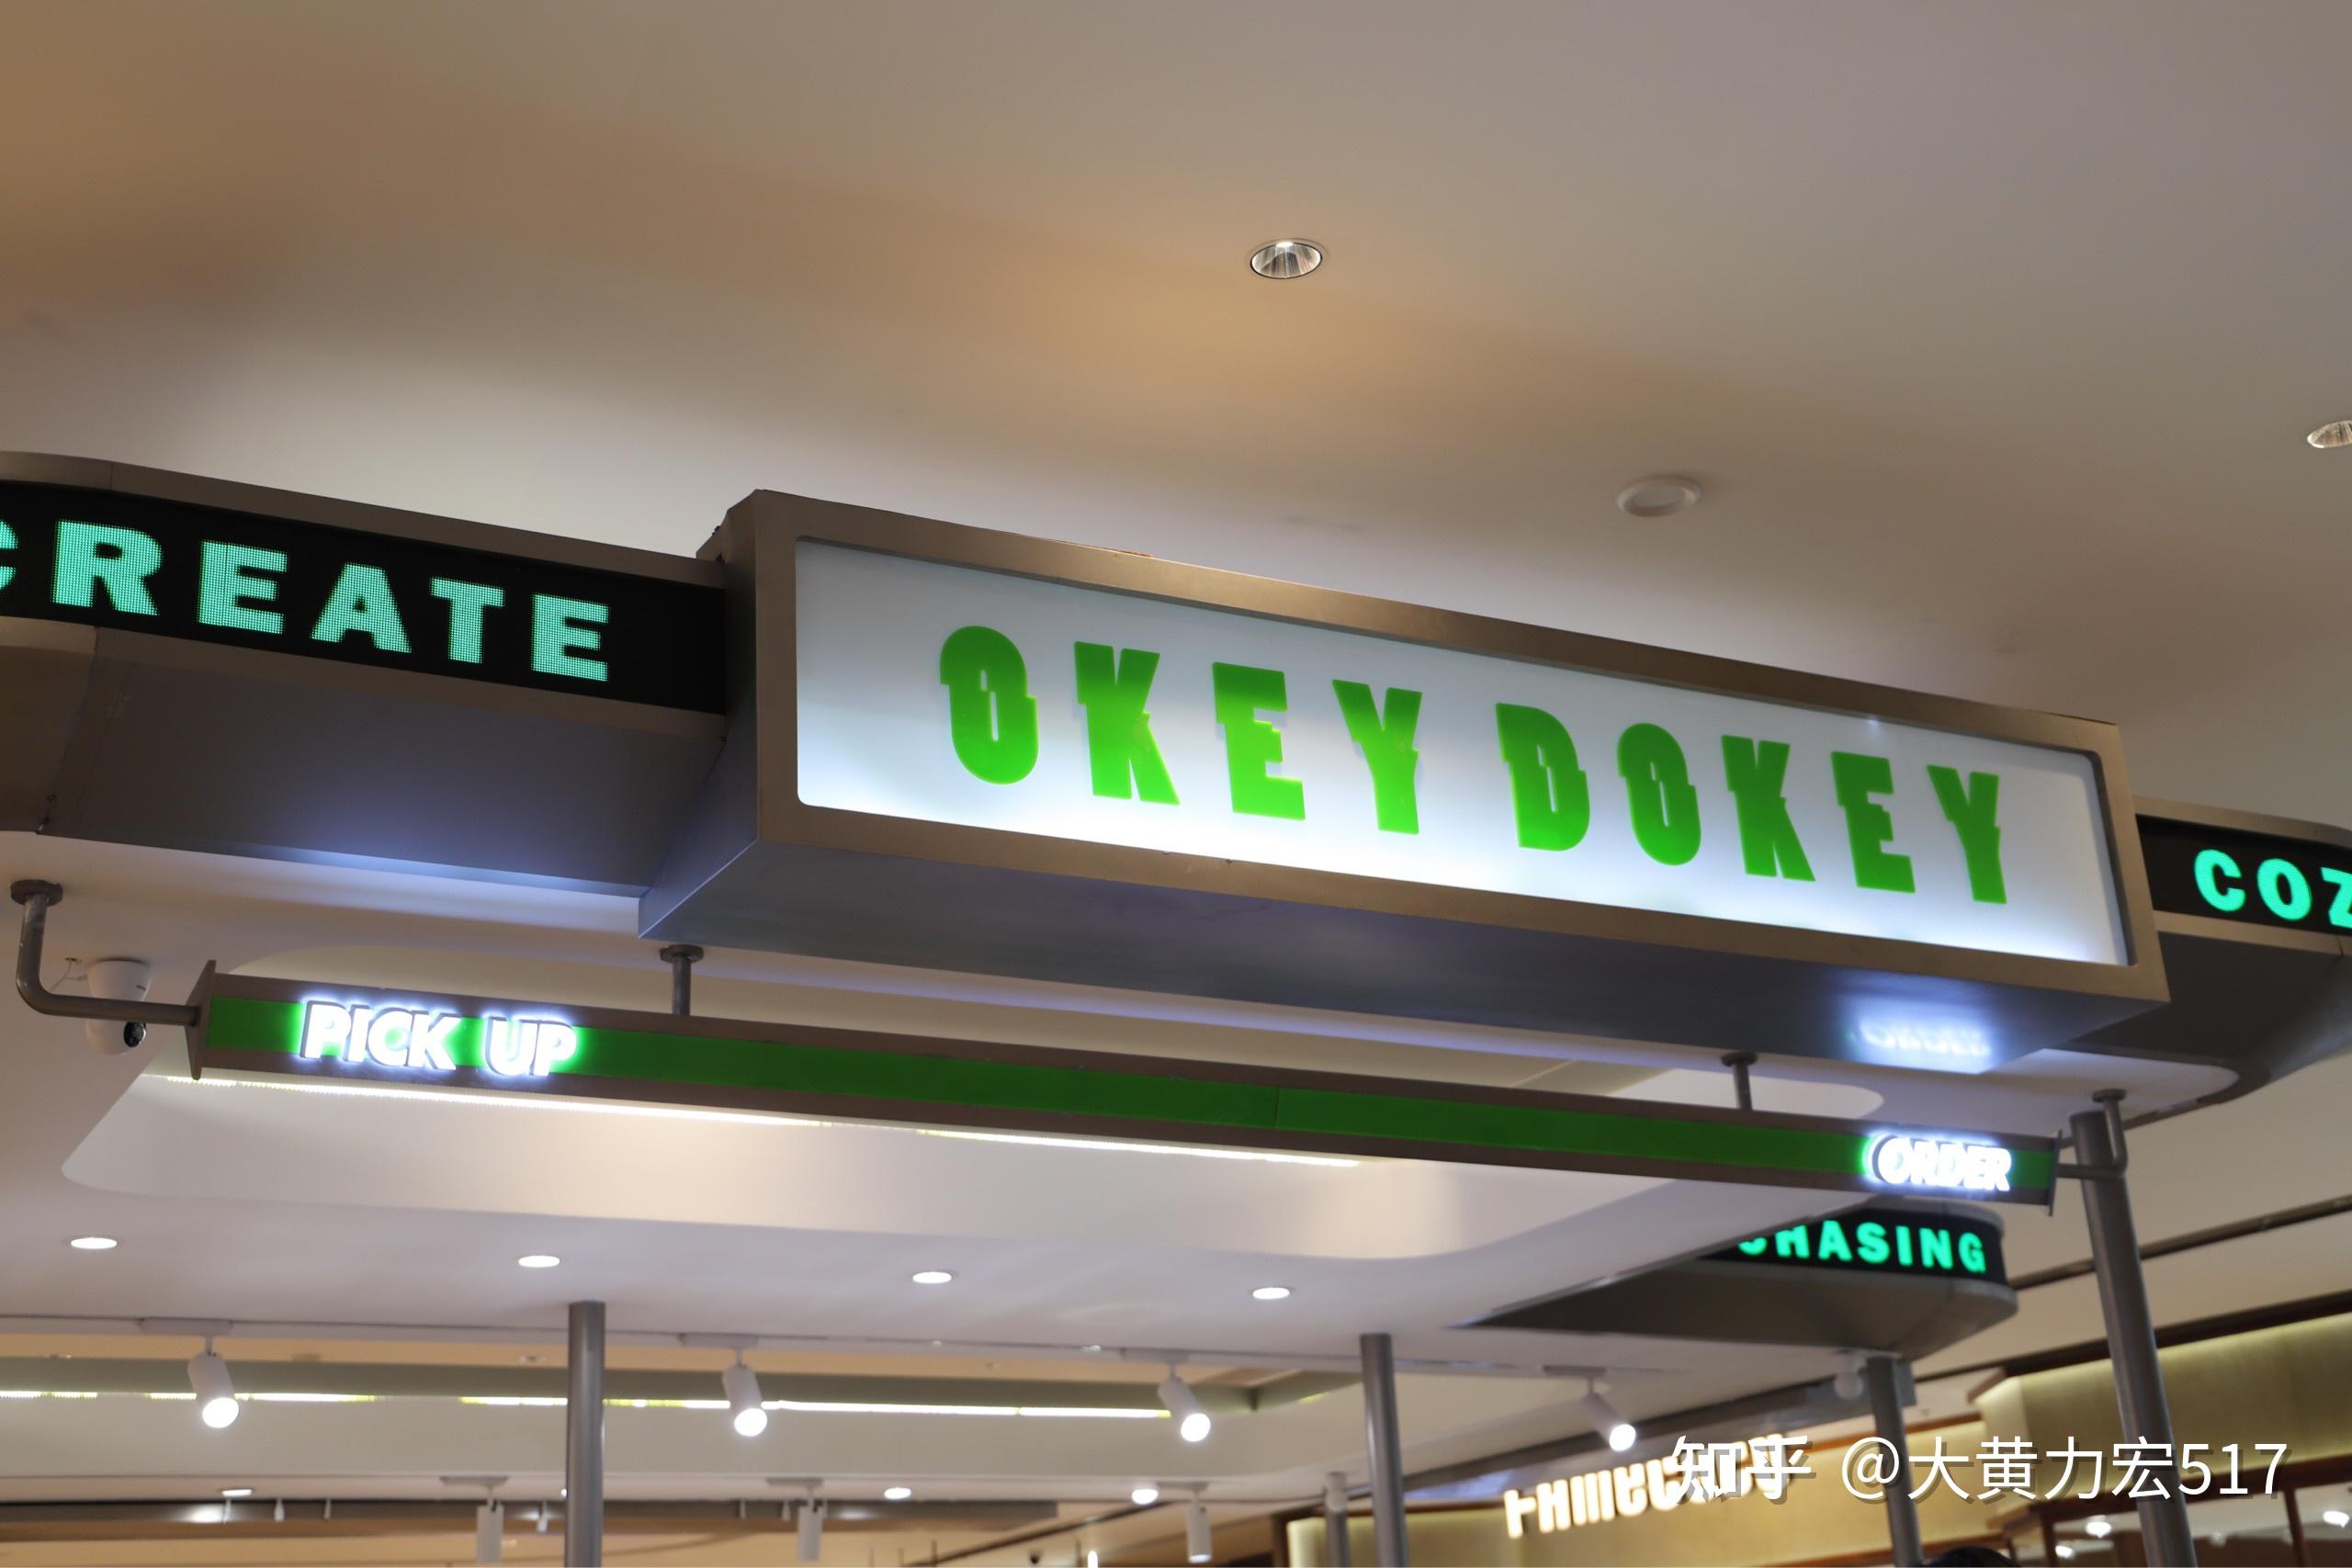 CREATE
OKEY DOKEY
COZ
PICK UP
ORDER
CHASING
知乎 @大黄力宏517